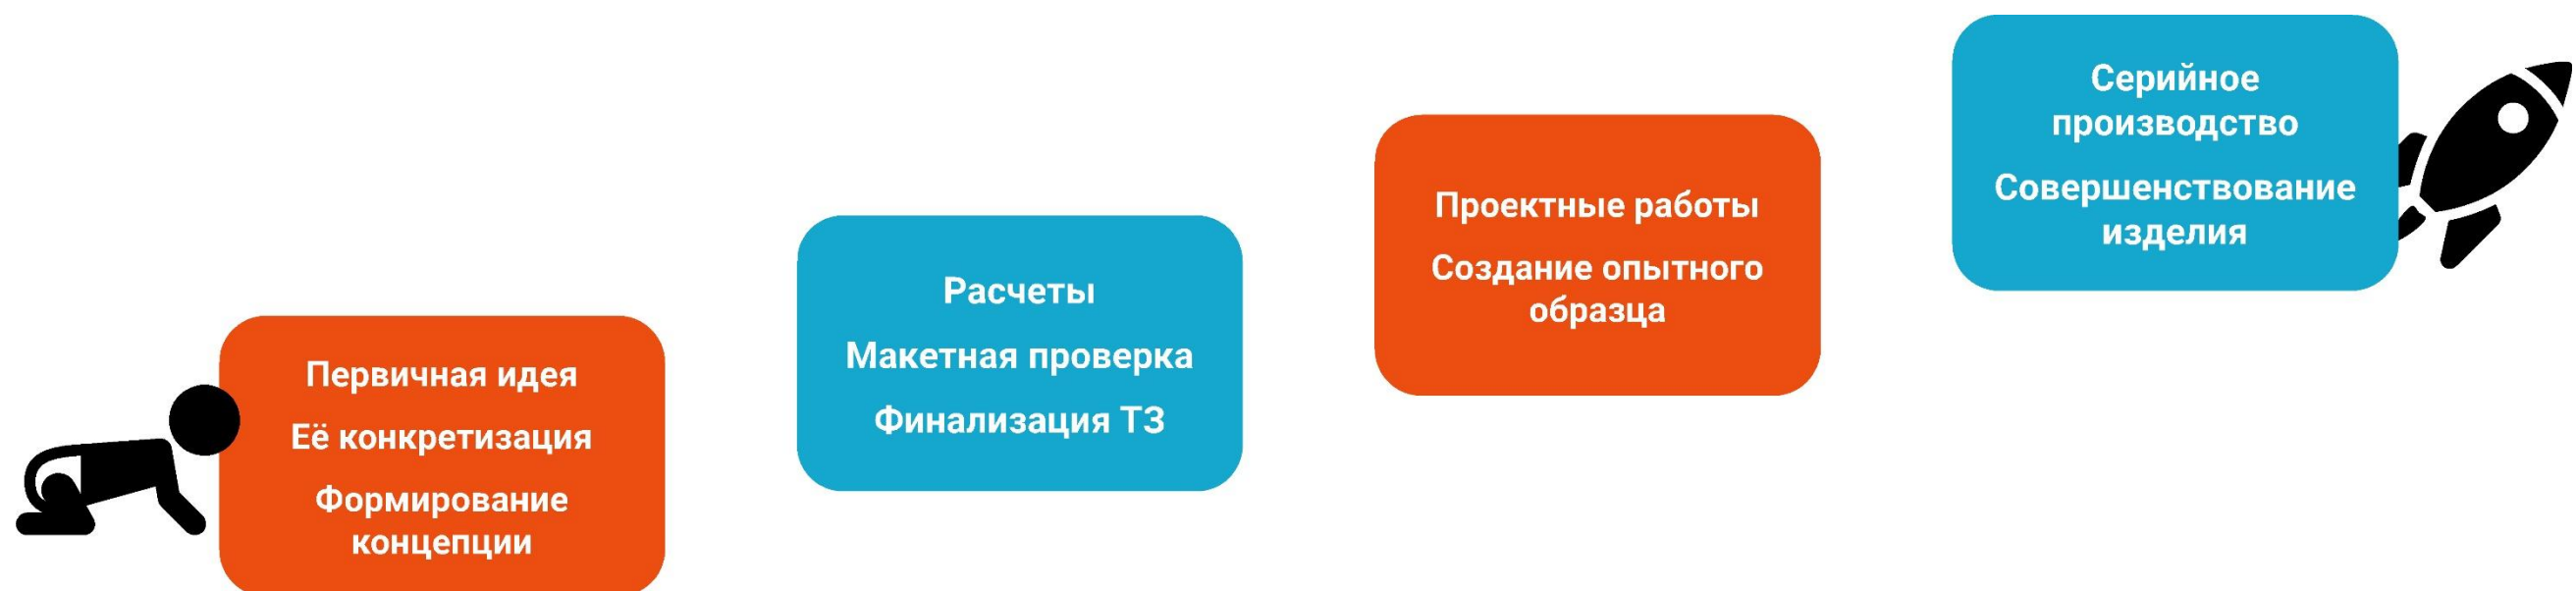 Первичная идея
Её конкретизация
Формирование
концепции
Расчеты
Макетная проверка
Финализация ТЗ
Проектные работы
Создание опытного
образца
Серийное
производство
Совершенствование
изделия